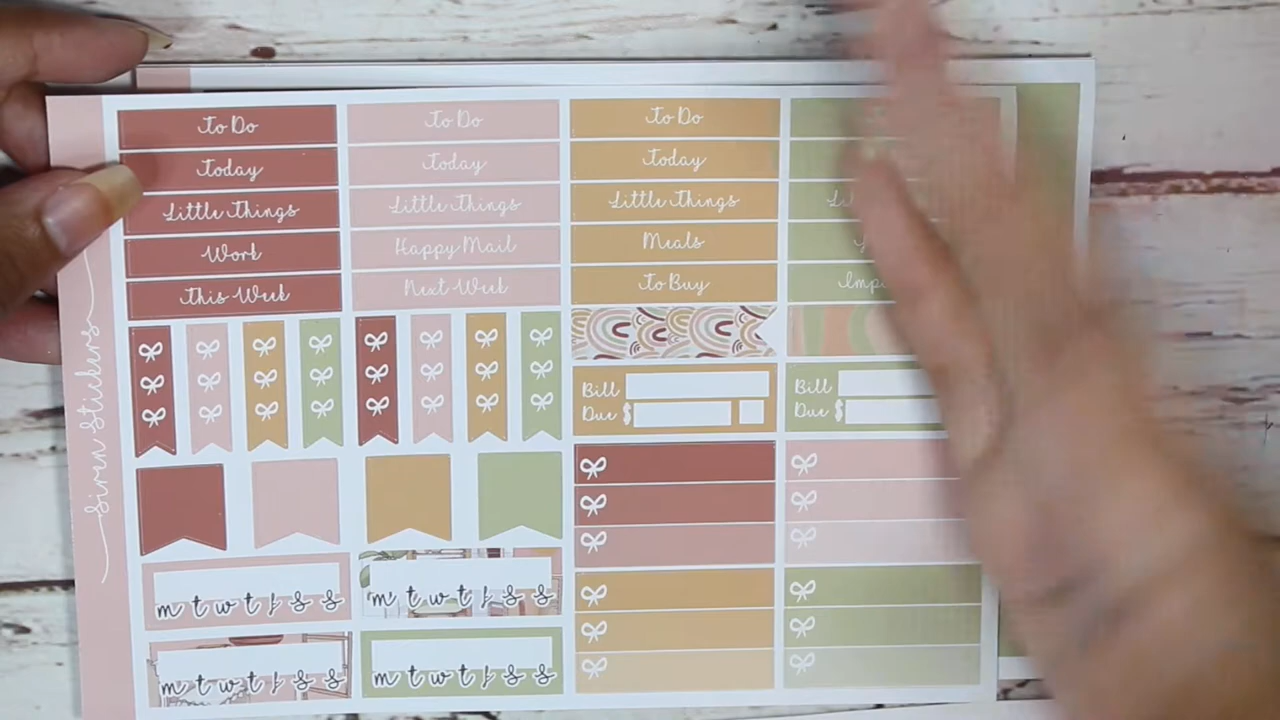 To Do
Today
Little Things
Work
This Week
To Do
Today
Little Things
Happy Mail
Next Week
To Do
Today
Little Things
Meals
To Buy
Bill
Due $
Bill
Due $
m t w t f s s
m t w t f s s
m t w t f s s
m t w t f s s
Siren Stickers